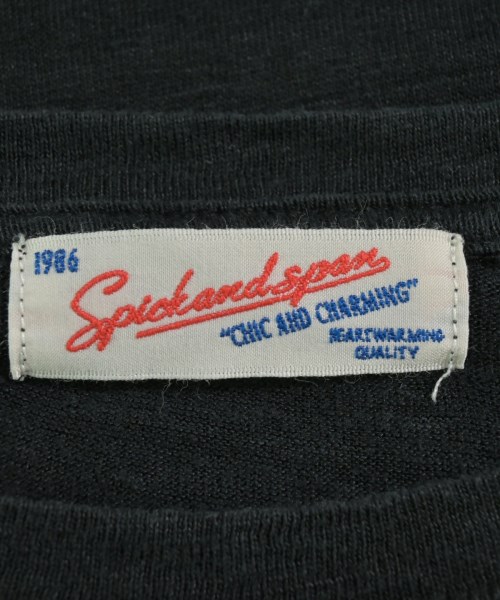 1986
Spickandspan
"CHIC AND CHARMING"
HEARTWARMING
QUALITY